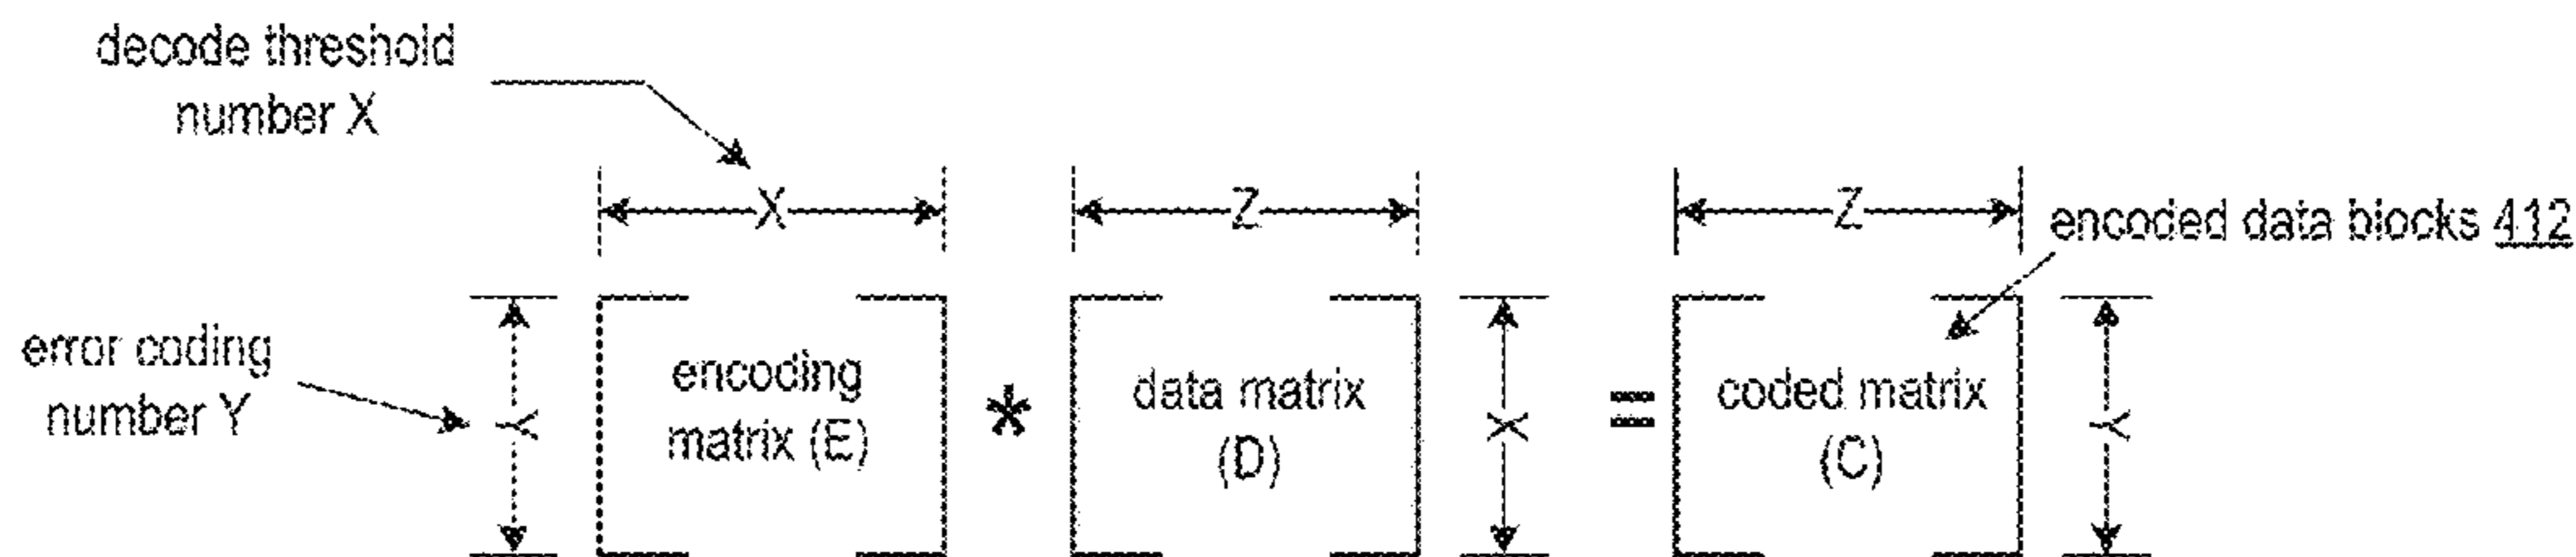 decode threshold
number X
X
Z
Z
encoded data blocks 412
error coding
number Y
Y
encoding
matrix (E)
*
data matrix
(D)
X
=
coded matrix
(C)
Y